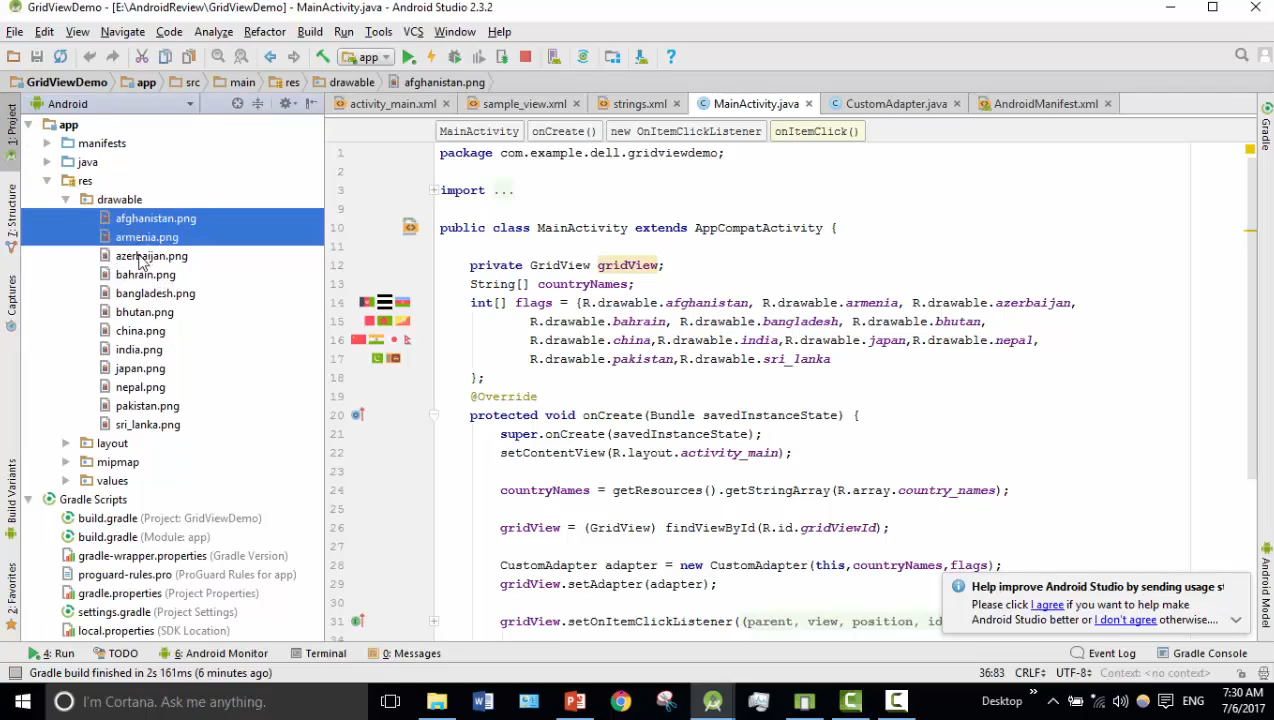 GridViewDemo - [E:\AndroidReview\GridViewDemo] - MainActivity.java - Android Studio 2.3.2
File Edit View Navigate Code Analyze Refactor Build Run Tools VCS Window Help
app
GridViewDemo app src main res drawable afghanistan.png
Android
activity_main.xml sample_view.xml strings.xml MainActivity.java CustomAdapter.java AndroidManifest.xml
MainActivity onCreate() new OnItemClickListener onItemClick()
1: Project
Z: Structure
Captures
Build Variants
2: Favorites
app
manifests
java
res
drawable
afghanistan.png
armenia.png
azerbaijan.png
bahrain.png
bangladesh.png
bhutan.png
china.png
india.png
japan.png
nepal.png
pakistan.png
sri_lanka.png
layout
mipmap
values
Gradle Scripts
build.gradle (Project: GridViewDemo)
build.gradle (Module: app)
gradle-wrapper.properties (Gradle Version)
proguard-rules.pro (ProGuard Rules for app)
gradle.properties (Project Properties)
settings.gradle (Project Settings)
local.properties (SDK Location)
1 package com.example.dell.gridviewdemo;
2
3 import ...
9
10 public class MainActivity extends AppCompatActivity {
11
12 private GridView gridView;
13 String[] countryNames;
14 int[] flags = {R.drawable.afghanistan, R.drawable.armenia, R.drawable.azerbaijan,
15 R.drawable.bahrain, R.drawable.bangladesh, R.drawable.bhutan,
16 R.drawable.china,R.drawable.india,R.drawable.japan,R.drawable.nepal,
17 R.drawable.pakistan,R.drawable.sri_lanka
18 };
19 @Override
20 protected void onCreate(Bundle savedInstanceState) {
21 super.onCreate(savedInstanceState);
22 setContentView(R.layout.activity_main);
23
24 countryNames = getResources().getStringArray(R.array.country_names);
25
26 gridView = (GridView) findViewById(R.id.gridViewId);
27
28 CustomAdapter adapter = new CustomAdapter(this,countryNames,flags);
29 gridView.setAdapter(adapter);
30
31 gridView.setOnItemClickListener((parent, view, position, id
Help improve Android Studio by sending usage st
Please click I agree if you want to help make
Android Studio better or I don't agree otherwise....
Gradle
Android Model
4: Run TODO 6: Android Monitor Terminal 0: Messages Event Log Gradle Console
Gradle build finished in 2s 161ms (6 minutes ago) 36:83 CRLF÷ UTF-8÷ Context: <no context>
I'm Cortana. Ask me anything. Desktop ENG
7:30 AM
7/6/2017